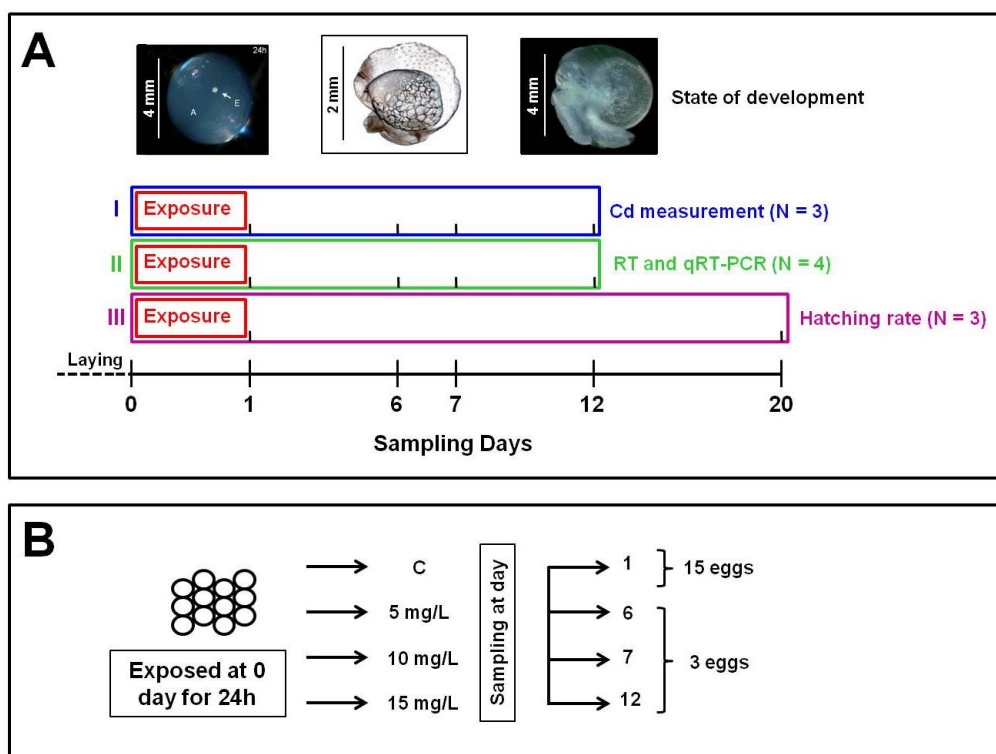 A
24h
4 mm
A
E
2 mm
4 mm
State of development
I
Exposure
Cd measurement (N = 3)
II
Exposure
RT and qRT-PCR (N = 4)
III
Exposure
Hatching rate (N = 3)
Laying
0 1 6 7 12 20
Sampling Days
B
Exposed at 0
day for 24h
C
5 mg/L
10 mg/L
15 mg/L
Sampling at day
1
6
7
12
15 eggs
3 eggs